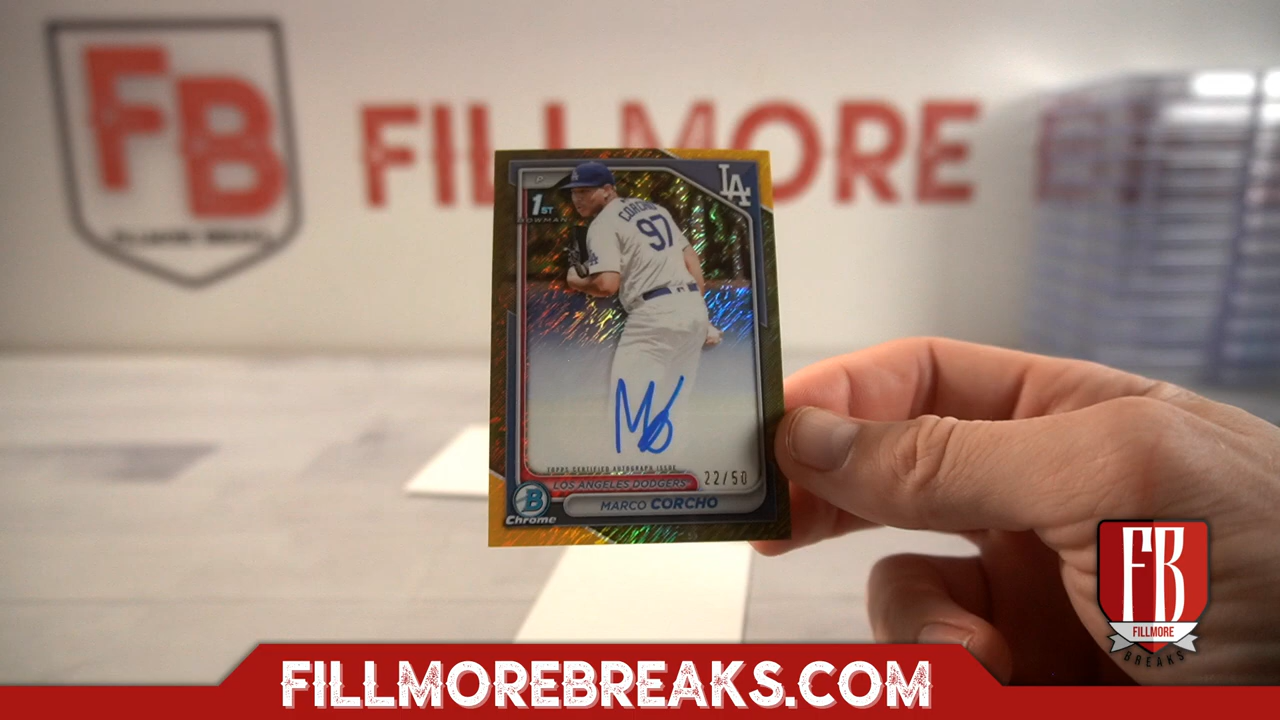 FB
FILLMORE
P
1ST
BOWMAN
LA
CORCHO
97
TOPPS CERTIFIED AUTOGRAPH ISSUE
LOS ANGELES DODGERS
22/50
MARCO CORCHO
B
Chrome
FB
FILLMORE
BREAKS
FILLMOREBREAKS.COM